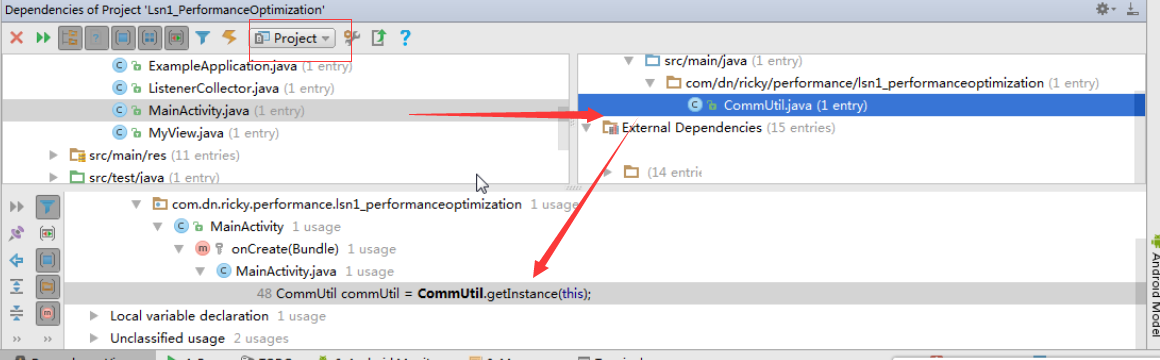 Dependencies of Project 'Lsn1_PerformanceOptimization'
Project
ExampleApplication.java (1 entry)
ListenerCollector.java (1 entry)
MainActivity.java (1 entry)
MyView.java (1 entry)
src/main/res (11 entries)
src/test/java (1 entry)
src/main/java (1 entry)
com/dn/ricky/performance/lsn1_performanceoptimization (1 entry)
CommUtil.java (1 entry)
External Dependencies (15 entries)
(14 entrie
com.dn.ricky.performance.lsn1_performanceoptimization 1 usage
MainActivity 1 usage
onCreate(Bundle) 1 usage
MainActivity.java 1 usage
48 CommUtil commUtil = CommUtil.getInstance(this);
Local variable declaration 1 usage
Unclassified usage 2 usages
Android Model